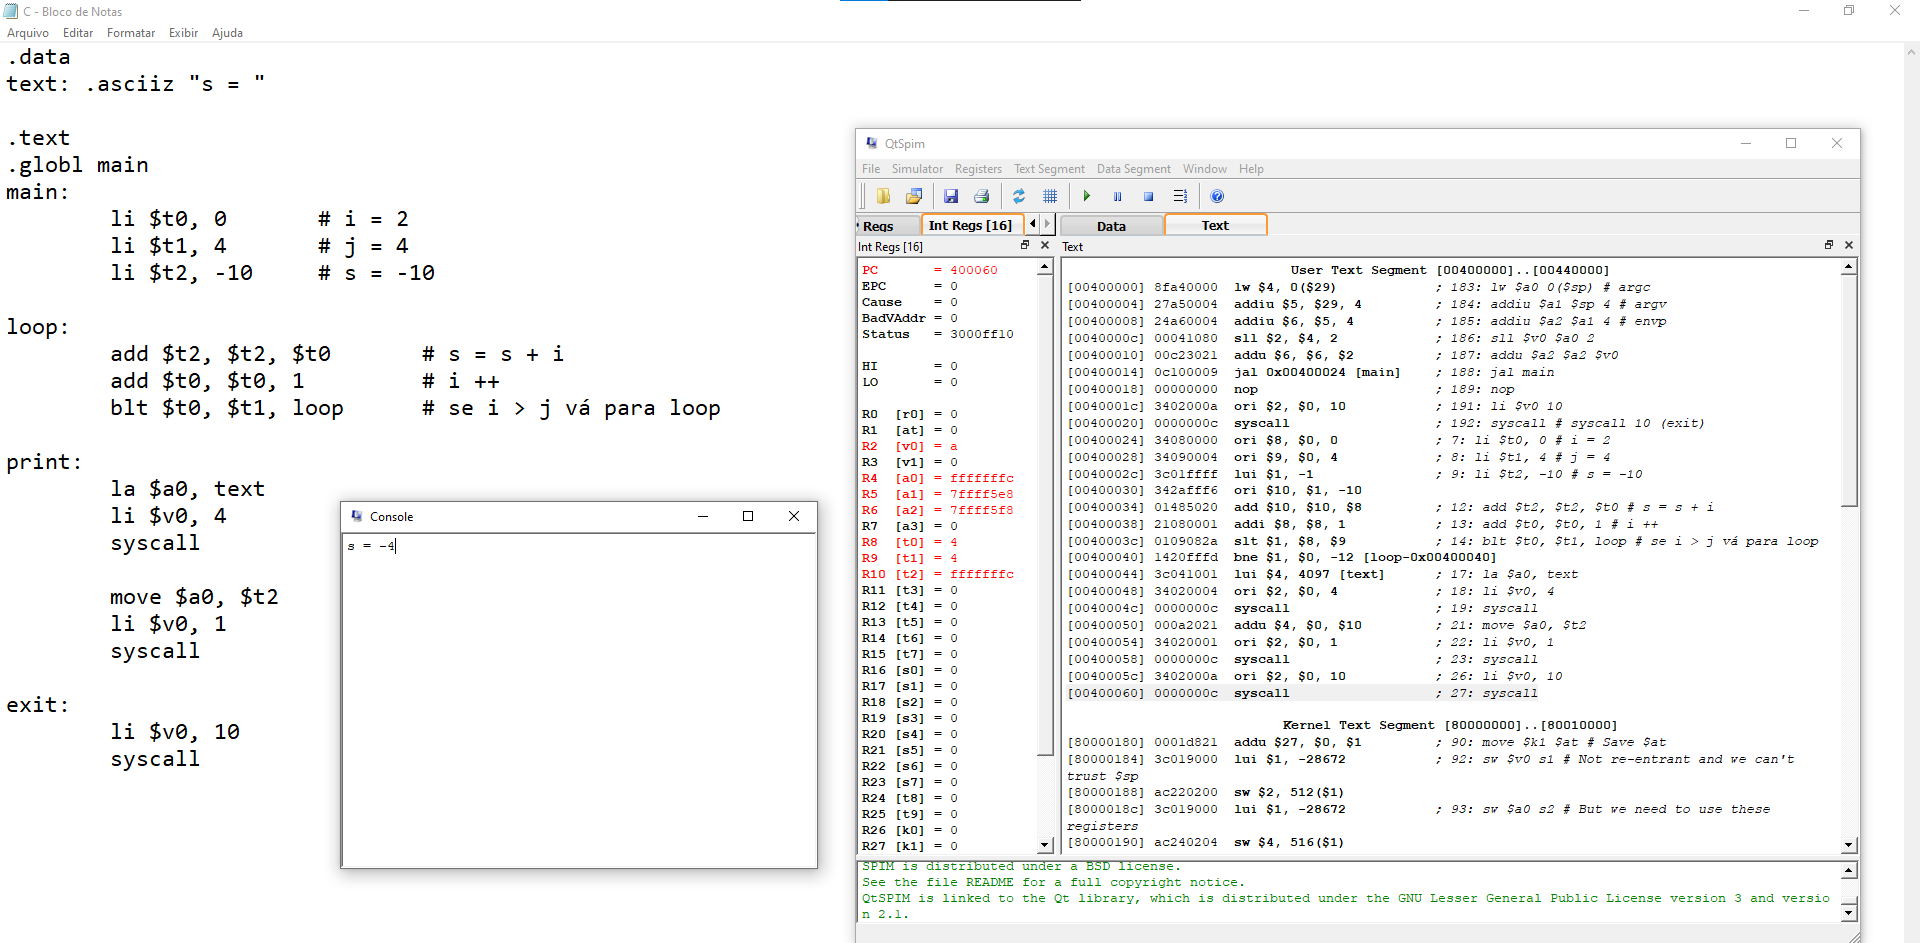 C - Bloco de Notas
Arquivo Editar Formatar Exibir Ajuda
.data
text: .asciiz "s = "
.text
.globl main
main:
li $t0, 0 # i = 2
li $t1, 4 # j = 4
li $t2, -10 # s = -10
loop:
add $t2, $t2, $t0 # s = s + i
add $t0, $t0, 1 # i ++
blt $t0, $t1, loop # se i > j vá para loop
print:
la $a0, text
li $v0, 4
syscall
move $a0, $t2
li $v0, 1
syscall
exit:
li $v0, 10
syscall
Console
s = -4
QtSpim
File Simulator Registers Text Segment Data Segment Window Help
Regs Int Regs [16]
Int Regs [16]
PC = 400060
EPC = 0
Cause = 0
BadVAddr = 0
Status = 3000ff10
HI = 0
LO = 0
R0 [r0] = 0
R1 [at] = 0
R2 [v0] = a
R3 [v1] = 0
R4 [a0] = fffffffc
R5 [a1] = 7ffff5e8
R6 [a2] = 7ffff5f8
R7 [a3] = 0
R8 [t0] = 4
R9 [t1] = 4
R10 [t2] = fffffffc
R11 [t3] = 0
R12 [t4] = 0
R13 [t5] = 0
R14 [t6] = 0
R15 [t7] = 0
R16 [s0] = 0
R17 [s1] = 0
R18 [s2] = 0
R19 [s3] = 0
R20 [s4] = 0
R21 [s5] = 0
R22 [s6] = 0
R23 [s7] = 0
R24 [t8] = 0
R25 [t9] = 0
R26 [k0] = 0
R27 [k1] = 0
Data Text
Text
User Text Segment [00400000]..[00440000]
[00400000] 8fa40000 lw $4, 0($29) ; 183: lw $a0 0($sp) # argc
[00400004] 27a50004 addiu $5, $29, 4 ; 184: addiu $a1 $sp 4 # argv
[00400008] 24a60004 addiu $6, $5, 4 ; 185: addiu $a2 $a1 4 # envp
[0040000c] 00041080 sll $2, $4, 2 ; 186: sll $v0 $a0 2
[00400010] 00c23021 addu $6, $6, $2 ; 187: addu $a2 $a2 $v0
[00400014] 0c100009 jal 0x00400024 [main] ; 188: jal main
[00400018] 00000000 nop ; 189: nop
[0040001c] 3402000a ori $2, $0, 10 ; 191: li $v0 10
[00400020] 0000000c syscall ; 192: syscall # syscall 10 (exit)
[00400024] 34080000 ori $8, $0, 0 ; 7: li $t0, 0 # i = 2
[00400028] 34090004 ori $9, $0, 4 ; 8: li $t1, 4 # j = 4
[0040002c] 3c01ffff lui $1, -1 ; 9: li $t2, -10 # s = -10
[00400030] 342afff6 ori $10, $1, -10
[00400034] 01485020 add $10, $10, $8 ; 12: add $t2, $t2, $t0 # s = s + i
[00400038] 21080001 addi $8, $8, 1 ; 13: add $t0, $t0, 1 # i ++
[0040003c] 0109082a slt $1, $8, $9 ; 14: blt $t0, $t1, loop # se i > j vá para loop
[00400040] 1420fffd bne $1, $0, -12 [loop-0x00400040]
[00400044] 3c041001 lui $4, 4097 [text] ; 17: la $a0, text
[00400048] 34020004 ori $2, $0, 4 ; 18: li $v0, 4
[0040004c] 0000000c syscall ; 19: syscall
[00400050] 000a2021 addu $4, $0, $10 ; 21: move $a0, $t2
[00400054] 34020001 ori $2, $0, 1 ; 22: li $v0, 1
[00400058] 0000000c syscall ; 23: syscall
[0040005c] 3402000a ori $2, $0, 10 ; 26: li $v0, 10
[00400060] 0000000c syscall ; 27: syscall
Kernel Text Segment [80000000]..[80010000]
[80000180] 0001d821 addu $27, $0, $1 ; 90: move $k1 $at # Save $at
[80000184] 3c019000 lui $1, -28672 ; 92: sw $v0 s1 # Not re-entrant and we can't
trust $sp
[80000188] ac220200 sw $2, 512($1)
[8000018c] 3c019000 lui $1, -28672 ; 93: sw $a0 s2 # But we need to use these
registers
[80000190] ac240204 sw $4, 516($1)
SPIM is distributed under a BSD license.
See the file README for a full copyright notice.
QtSPIM is linked to the Qt library, which is distributed under the GNU Lesser General Public License version 3 and versio
n 2.1.